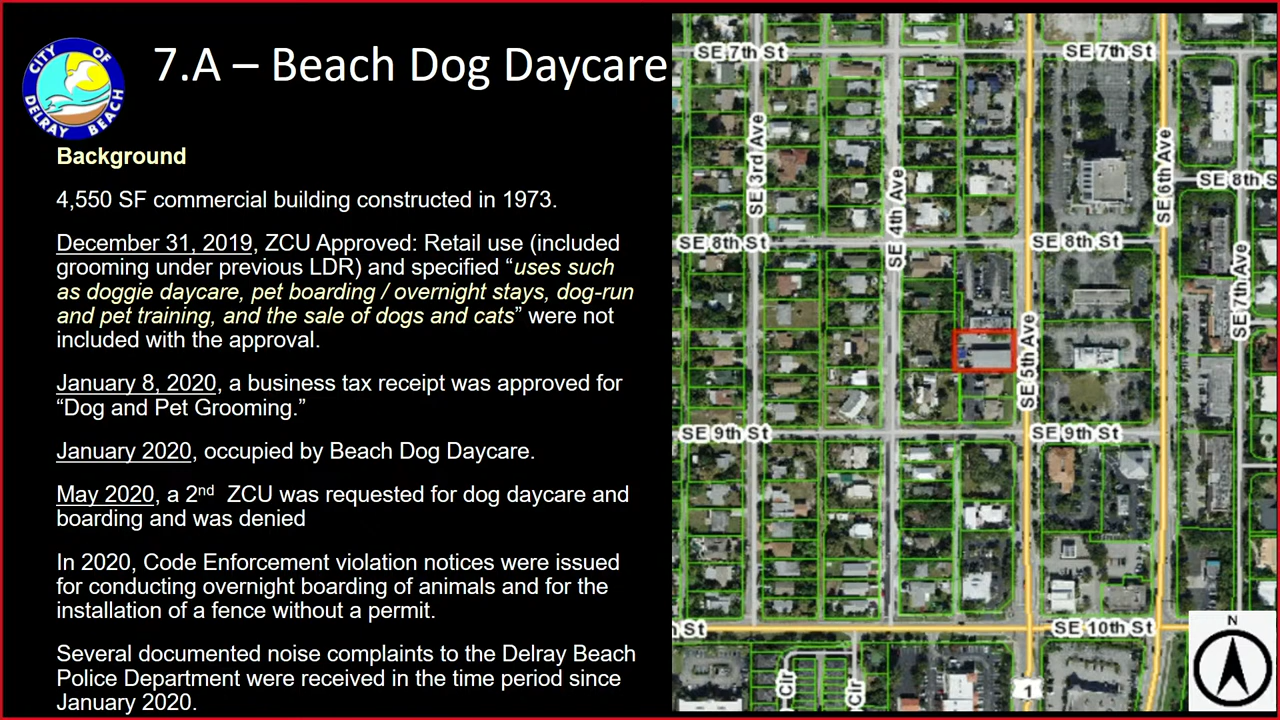 CITY OF
DELRAY BEACH
7.A – Beach Dog Daycare
Background
4,550 SF commercial building constructed in 1973.
December 31, 2019, ZCU Approved: Retail use (included
grooming under previous LDR) and specified “uses such
as doggie daycare, pet boarding / overnight stays, dog-run
and pet training, and the sale of dogs and cats” were not
included with the approval.
January 8, 2020, a business tax receipt was approved for
“Dog and Pet Grooming.”
January 2020, occupied by Beach Dog Daycare.
May 2020, a 2nd ZCU was requested for dog daycare and
boarding and was denied
In 2020, Code Enforcement violation notices were issued
for conducting overnight boarding of animals and for the
installation of a fence without a permit.
Several documented noise complaints to the Delray Beach
Police Department were received in the time period since
January 2020.
SE 7th St
SE 7th St
SE 3rd Ave
SE 4th Ave
SE 6th Ave
SE 8th S
SE 8th St
SE 8th St
SE 7th Ave
SE 5th Ave
SE 9th St
SE 9th St
h St
SE 10th St
Cir
Cir
1
N